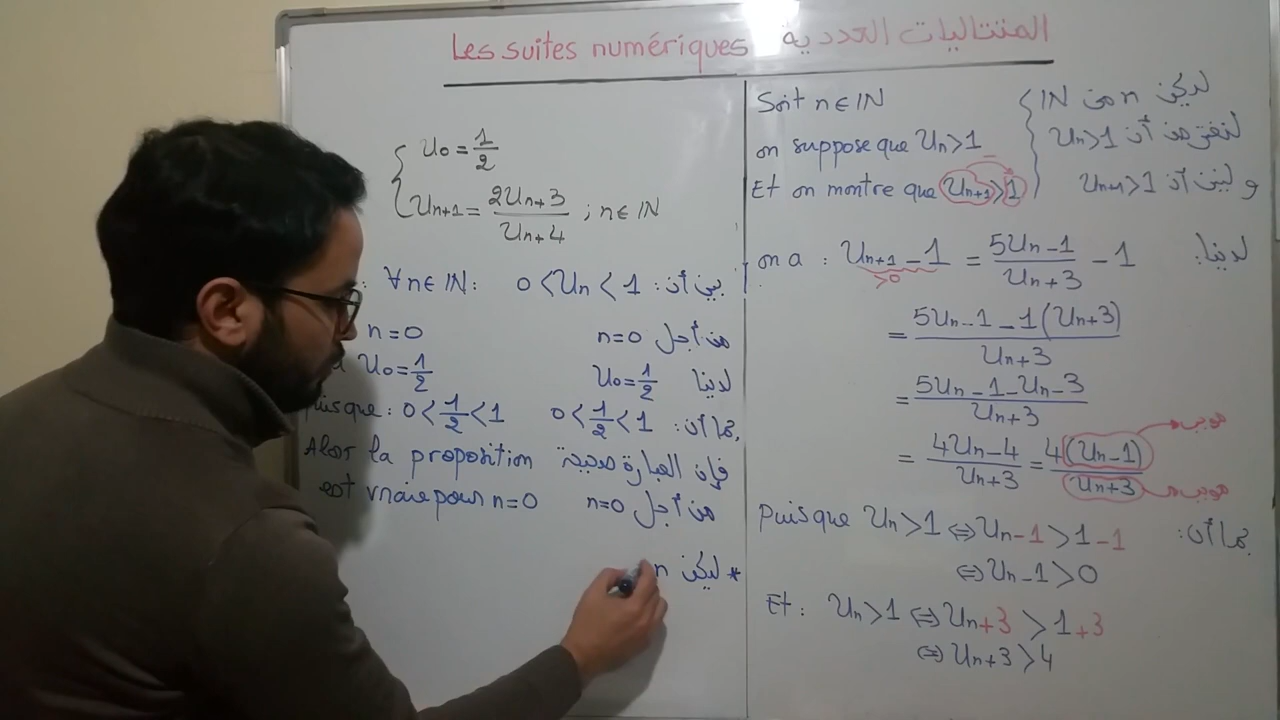 Les suites numériques المتتاليات العددية
U₀ = 1/2
Uₙ₊₁ = (2Uₙ+3)/(Uₙ+4) ; n ∈ IN
: ∀n∈IN : 0 < Uₙ < 1 بين أن:
n = 0 من أجل n=0
U₀ = 1/2 لدينا U₀ = 1/2
puisque : 0 < 1/2 < 1 بما أن: 0 < 1/2 < 1
Alors la proposition فإن العبارة صحيحة
est vraie pour n=0 من أجل n=0
* ليكن n
Soit n ∈ IN ليكن n من IN
on suppose que Uₙ > 1 لنفترض أن Uₙ > 1
Et on montre que Uₙ₊₁ > 1 و لنبين أن Uₙ₊₁ > 1
on a : Uₙ₊₁ - 1 = (5Uₙ-1)/(Uₙ+3) - 1 لدينا:
>0
= (5Uₙ-1-1(Uₙ+3))/(Uₙ+3)
= (5Uₙ-1-Uₙ-3)/(Uₙ+3)
= (4Uₙ-4)/(Uₙ+3) = 4(Uₙ-1)/(Uₙ+3) موجب موجب
puisque Uₙ > 1 ⇔ Uₙ-1 > 1-1 بما أن:
⇔ Uₙ-1 > 0
Et : Uₙ > 1 ⇔ Uₙ+3 > 1+3
⇔ Uₙ+3 > 4